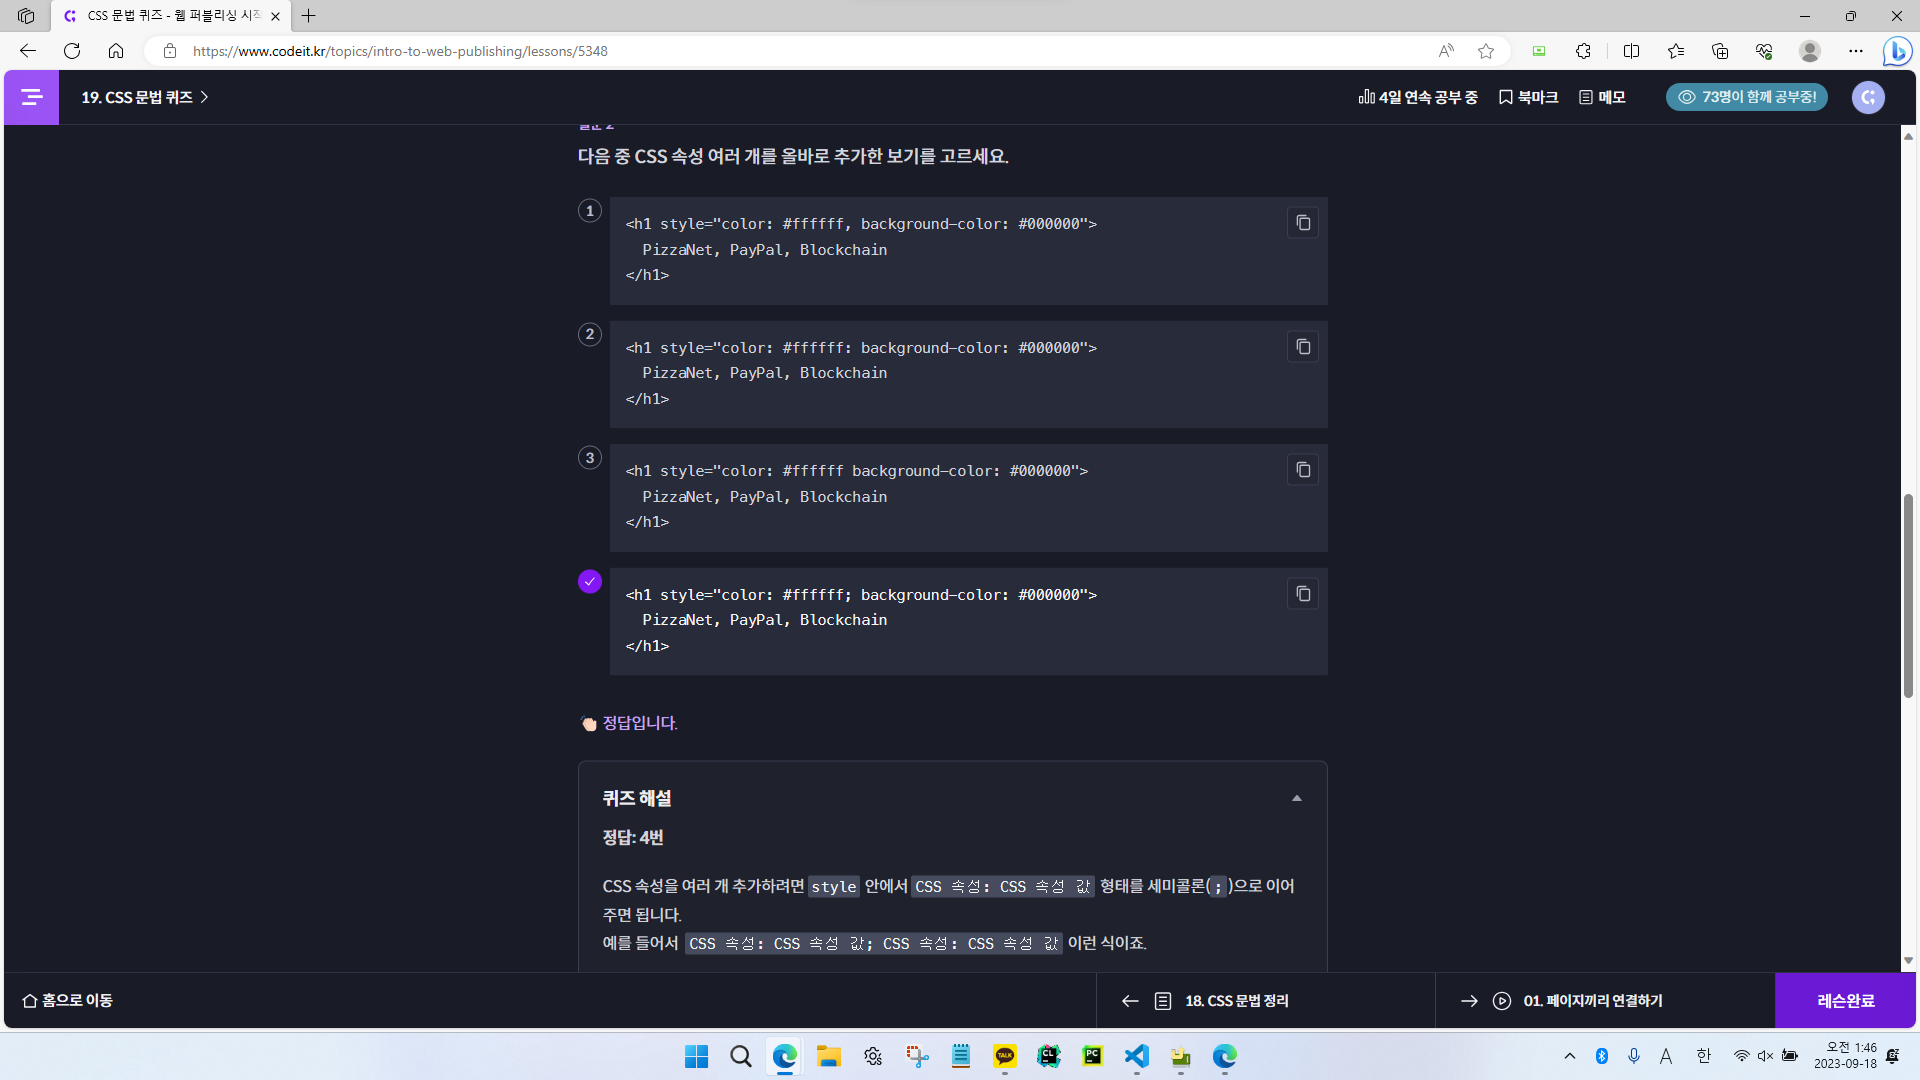 CSS 문법 퀴즈 - 웹 퍼블리싱 시작
https://www.codeit.kr/topics/intro-to-web-publishing/lessons/5348
19. CSS 문법 퀴즈
4일 연속 공부 중
북마크
메모
73명이 함께 공부중!
질문 2
다음 중 CSS 속성 여러 개를 올바로 추가한 보기를 고르세요.
1
<h1 style="color: #ffffff, background-color: #000000">
PizzaNet, PayPal, Blockchain
</h1>
2
<h1 style="color: #ffffff: background-color: #000000">
PizzaNet, PayPal, Blockchain
</h1>
3
<h1 style="color: #ffffff background-color: #000000">
PizzaNet, PayPal, Blockchain
</h1>
<h1 style="color: #ffffff; background-color: #000000">
PizzaNet, PayPal, Blockchain
</h1>
정답입니다.
퀴즈 해설
정답: 4번
CSS 속성을 여러 개 추가하려면 style 안에서 CSS 속성: CSS 속성 값 형태를 세미콜론(;)으로 이어
주면 됩니다.
예를 들어서 CSS 속성: CSS 속성 값; CSS 속성: CSS 속성 값 이런 식이죠.
홈으로 이동
18. CSS 문법 정리
01. 페이지끼리 연결하기
레슨완료
TALK
CL
PC
A
한
오전 1:46
2023-09-18